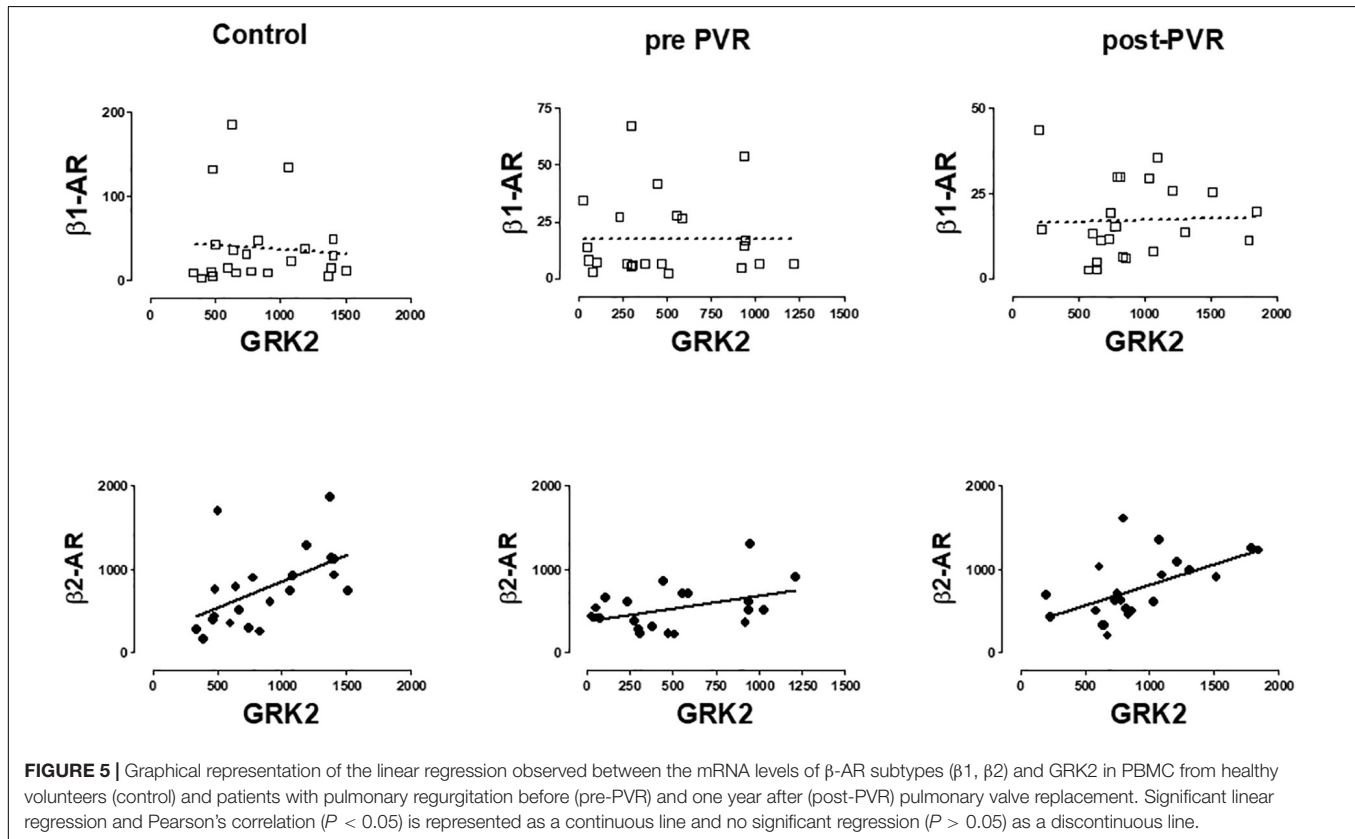 Control
pre PVR
post-PVR
200
100
0
β1-AR
0 500 1000 1500 2000
GRK2
75
50
25
0
β1-AR
0 250 500 750 1000 1250 1500
GRK2
50
25
0
β1-AR
500 1000 1500 2000
GRK2
2000
1000
0
β2-AR
0 500 1000 1500 2000
GRK2
2000
1000
0
β2-AR
0 250 500 750 1000 1250 1500
GRK2
2000
1000
0
β2-AR
0 500 1000 1500 2000
GRK2
FIGURE 5 | Graphical representation of the linear regression observed between the mRNA levels of β-AR subtypes (β1, β2) and GRK2 in PBMC from healthy
volunteers (control) and patients with pulmonary regurgitation before (pre-PVR) and one year after (post-PVR) pulmonary valve replacement. Significant linear
regression and Pearson's correlation (P < 0.05) is represented as a continuous line and no significant regression (P > 0.05) as a discontinuous line.